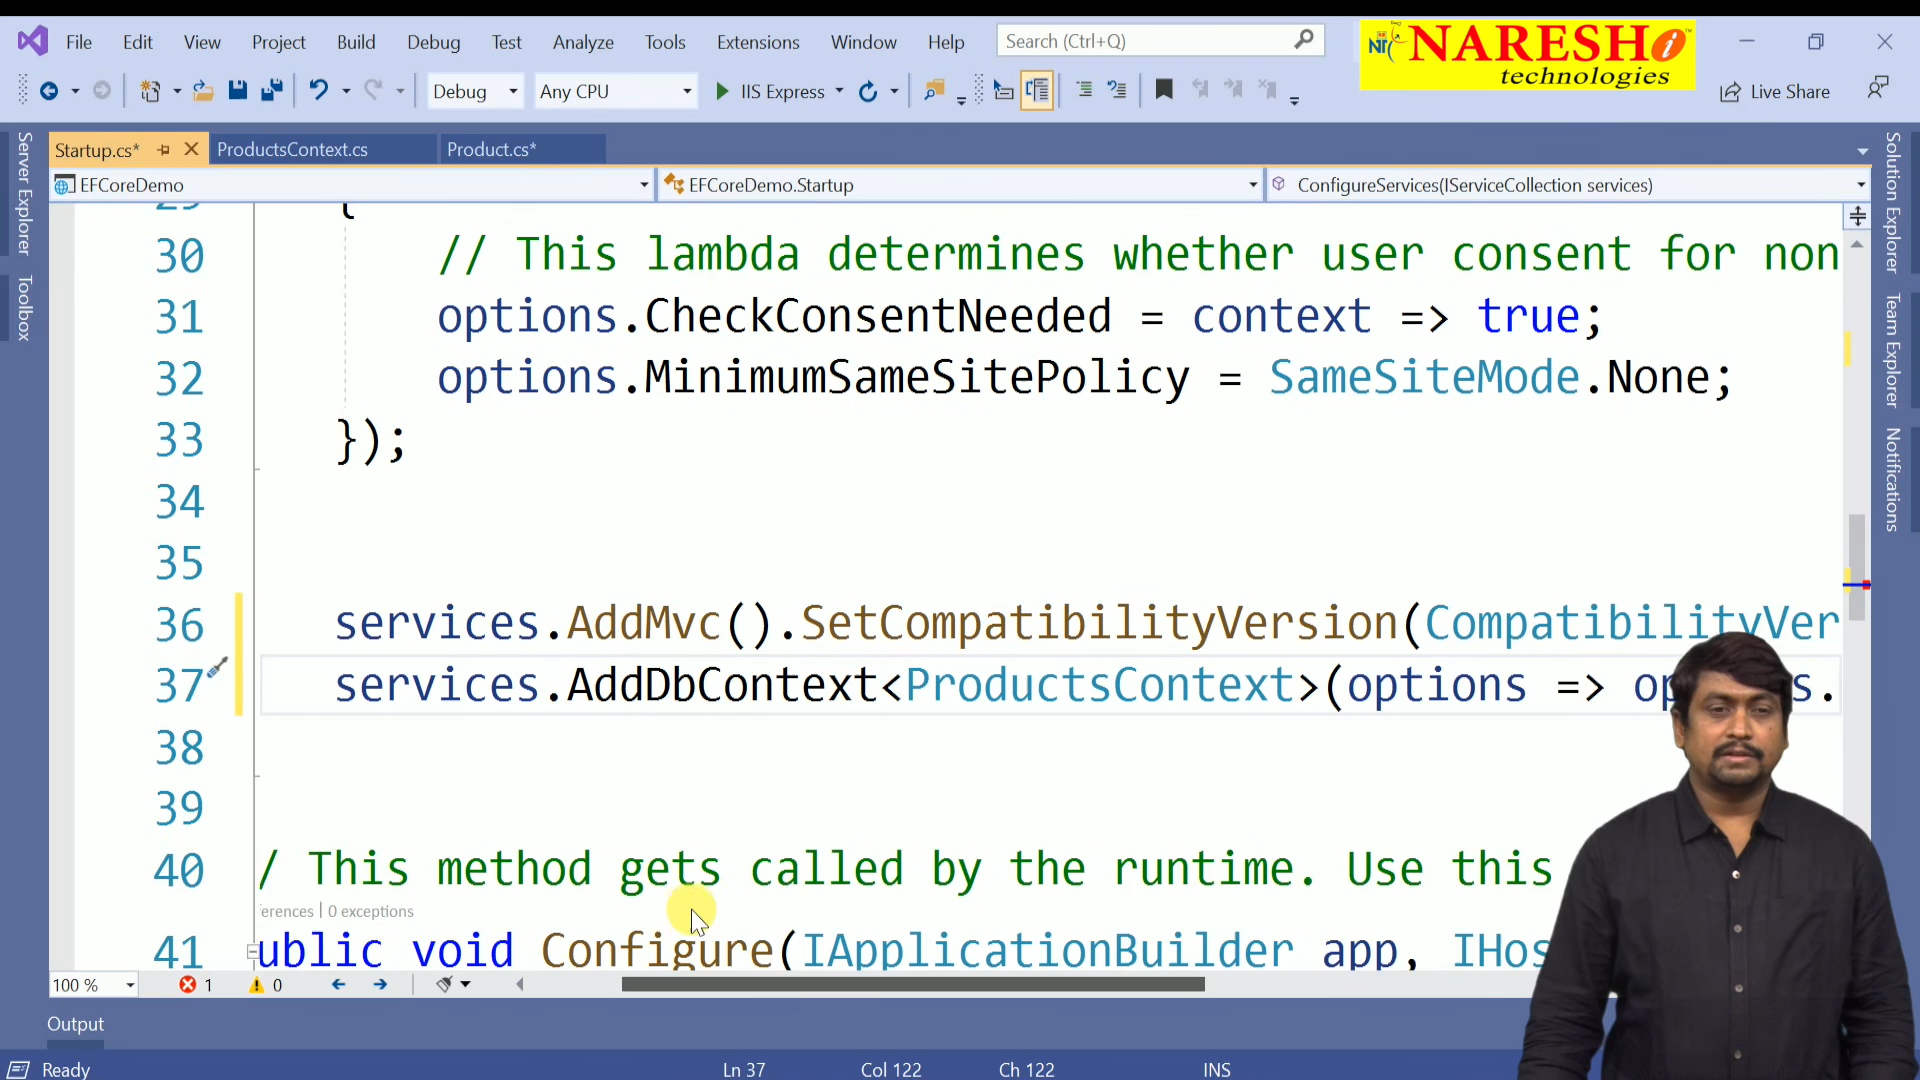 File Edit View Project Build Debug Test Analyze Tools Extensions Window Help Search (Ctrl+Q)
NT NARESH i
technologies
Debug Any CPU IIS Express Live Share
Server Explorer
Toolbox
Startup.cs* ProductsContext.cs Product.cs*
EFCoreDemo EFCoreDemo.Startup ConfigureServices(IServiceCollection services)
{
30 // This lambda determines whether user consent for non
31 options.CheckConsentNeeded = context => true;
32 options.MinimumSameSitePolicy = SameSiteMode.None;
33 });
34
35
36 services.AddMvc().SetCompatibilityVersion(CompatibilityVer
37 services.AddDbContext<ProductsContext>(options =>
38
39
40 / This method gets called by the runtime. Use this
erences | 0 exceptions
41 ublic void Configure(IApplicationBuilder app, IHos
100 % 1 0
Output
Ready Ln 37 Col 122 Ch 122 INS
Solution Explorer
Team Explorer
Notifications